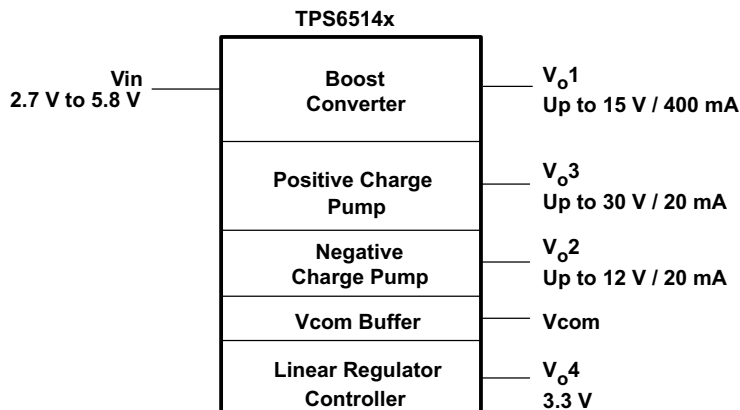 TPS6514x
Vin
2.7 V to 5.8 V
Boost
Converter
Vo1
Up to 15 V / 400 mA
Positive Charge
Pump
Vo3
Up to 30 V / 20 mA
Negative
Charge Pump
Vo2
Up to 12 V / 20 mA
Vcom Buffer
Vcom
Linear Regulator
Controller
Vo4
3.3 V